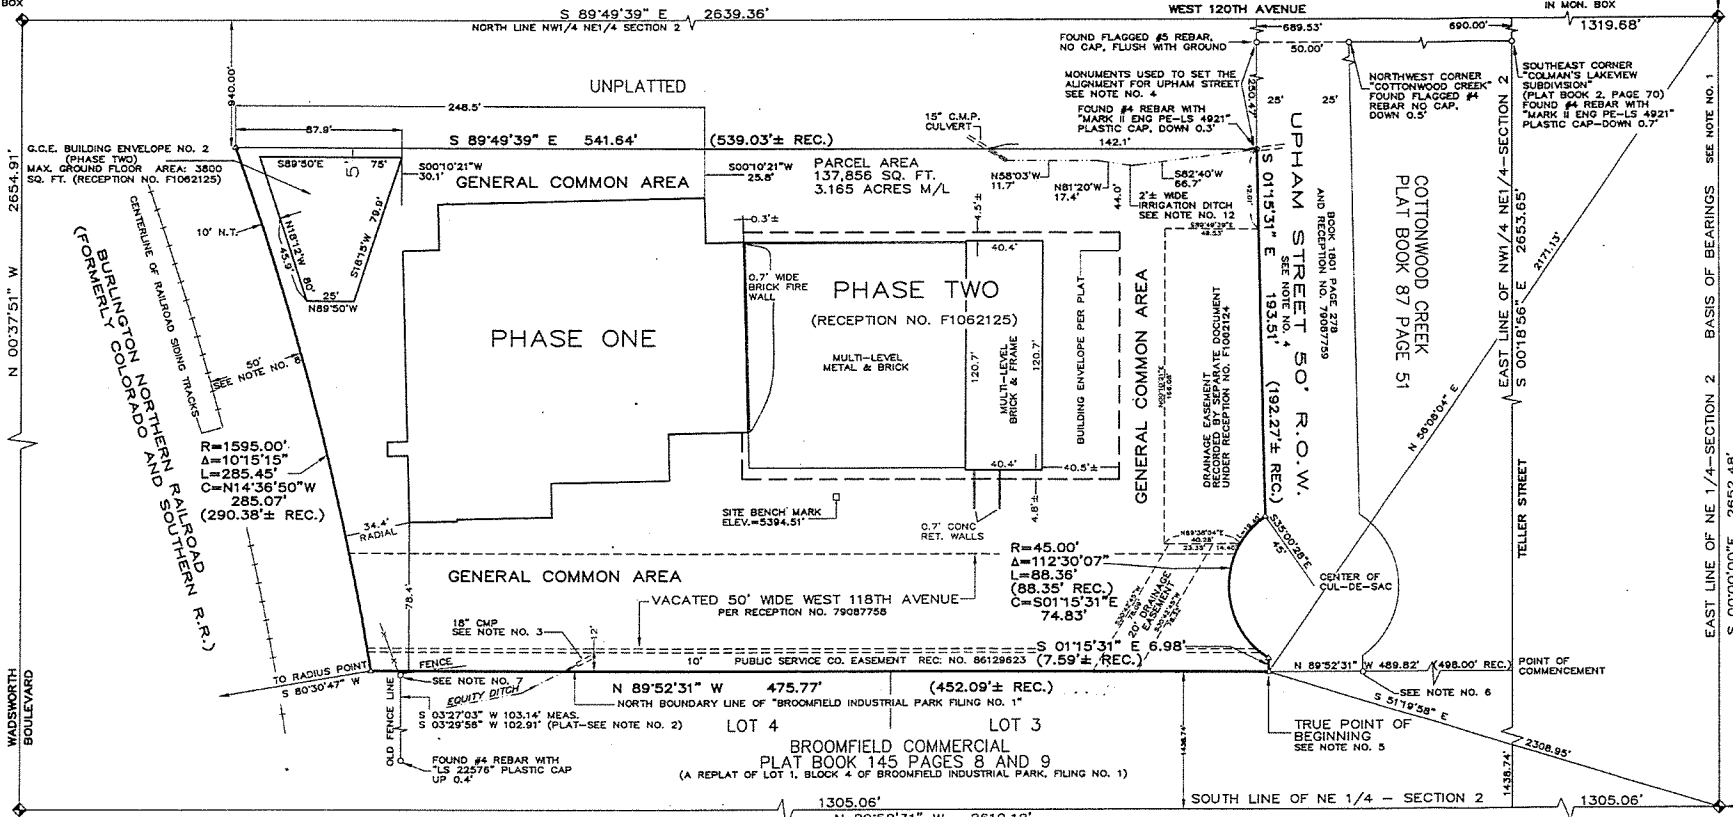 BOX
S 89°49'39" E 2639.36'
NORTH LINE NW1/4 NE1/4 SECTION 2
WEST 120TH AVENUE
IN MON. BOX
1319.68'
689.53'
690.00'
50.00'
FOUND FLAGGED #5 REBAR,
NO CAP, FLUSH WITH GROUND
MONUMENTS USED TO SET THE
ALIGNMENT FOR UPHAM STREET
SEE NOTE NO. 4
FOUND #4 REBAR WITH
"MARK II ENG PE-LS 4921"
PLASTIC CAP, DOWN 0.3'
25'
25'
NORTHWEST CORNER
"COTTONWOOD CREEK"
FOUND FLAGGED #4
REBAR NO CAP,
DOWN 0.5'
SOUTHEAST CORNER
"COLMAN'S LAKEVIEW
SUBDIVISION"
(PLAT BOOK 2, PAGE 70)
FOUND #4 REBAR WITH
"MARK II ENG PE-LS 4921"
PLASTIC CAP-DOWN 0.7'
940.00'
UNPLATTED
248.5'
87.9'
S 89°49'39" E 541.64' (539.03'± REC.)
15" C.M.P.
CULVERT
142.1'
G.C.E. BUILDING ENVELOPE NO. 2
(PHASE TWO)
MAX. GROUND FLOOR AREA: 3800
SQ. FT. (RECEPTION NO. F1062125)
S89°50'E 75'
5'
S00°10'21"W
30.1'
GENERAL COMMON AREA
S00°10'21"W
25.8'
PARCEL AREA
137,856 SQ. FT.
3.165 ACRES M/L
N58°03'W
11.7'
N81°20'W
17.4'
S82°40'W
66.7'
2'± WIDE
IRRIGATION DITCH
SEE NOTE NO. 12
44.0'
4.5'±
0.3'±
10' N.T.
N18°12'W
45.9'
80'
79.9'
S18°15'W
25'
N89°50'W
CENTERLINE OF RAILROAD SIDING TRACKS
BURLINGTON NORTHERN RAILROAD
(FORMERLY COLORADO AND SOUTHERN R.R.)
50'
SEE NOTE NO. 8
N 00°37'51" W 2654.91'
PHASE ONE
0.7' WIDE
BRICK FIRE
WALL
PHASE TWO
(RECEPTION NO. F1062125)
MULTI-LEVEL
METAL & BRICK
40.4'
120.7'
MULTI-LEVEL
BRICK & FRAME
120.7'
40.4'
40.5'±
4.8'±
BUILDING ENVELOPE PER PLAT
GENERAL COMMON AREA
DRAINAGE EASEMENT
RECORDED BY SEPARATE DOCUMENT
UNDER RECEPTION NO. F1062124
S 01°15'31" E 193.51' (192.27'± REC.)
UPHAM STREET 50' R.O.W.
SEE NOTE NO. 4
BOOK 1801 PAGE 278
AND RECEPTION NO. 79087759
COTTONWOOD CREEK
PLAT BOOK 87 PAGE 51
EAST LINE OF NW1/4 NE1/4-SECTION 2
S 00°18'56" E 2653.65'
2171.13'
N 56°08'04" E
TELLER STREET
EAST LINE OF NE 1/4-SECTION 2
BASIS OF BEARINGS SEE NOTE NO. 1
R=1595.00'
Δ=10°15'15"
L=285.45'
C=N14°36'50"W
285.07'
(290.38'± REC.)
34.4'
RADIAL
78.4'
SITE BENCH MARK
ELEV.=5394.51'
0.7' CONC
RET. WALLS
R=45.00'
Δ=112°30'07"
L=88.36'
(88.35' REC.)
C=S01°15'31"E
74.83'
S35°00'28"E
45'
CENTER OF
CUL-DE-SAC
20' DRAINAGE
EASEMENT
GENERAL COMMON AREA
VACATED 50' WIDE WEST 118TH AVENUE
PER RECEPTION NO. 79087758
18" CMP
SEE NOTE NO. 3
12'
S 01°15'31" E 6.98'
(7.59'± REC.)
FENCE
10' PUBLIC SERVICE CO. EASEMENT REC. NO. 86129623
N 89°52'31" W 489.82' (498.00' REC.)
POINT OF
COMMENCEMENT
TO RADIUS POINT
S 80°30'47" W
SEE NOTE NO. 7
EQUITY DITCH
N 89°52'31" W 475.77' (452.09'± REC.)
NORTH BOUNDARY LINE OF "BROOMFIELD INDUSTRIAL PARK FILING NO. 1"
SEE NOTE NO. 6
S 51°19'58" E
2308.95'
S 03°27'03" W 103.14' MEAS.
S 03°29'56" W 102.91' (PLAT-SEE NOTE NO. 2)
OLD FENCE LINE
LOT 4
LOT 3
TRUE POINT OF
BEGINNING
SEE NOTE NO. 5
WADSWORTH
BOULEVARD
FOUND #4 REBAR WITH
"LS 22576" PLASTIC CAP
UP 0.4'
BROOMFIELD COMMERCIAL
PLAT BOOK 145 PAGES 8 AND 9
(A REPLAT OF LOT 1, BLOCK 4 OF BROOMFIELD INDUSTRIAL PARK, FILING NO. 1)
1438.74'
1438.74'
1305.06'
SOUTH LINE OF NE 1/4 - SECTION 2
1305.06'